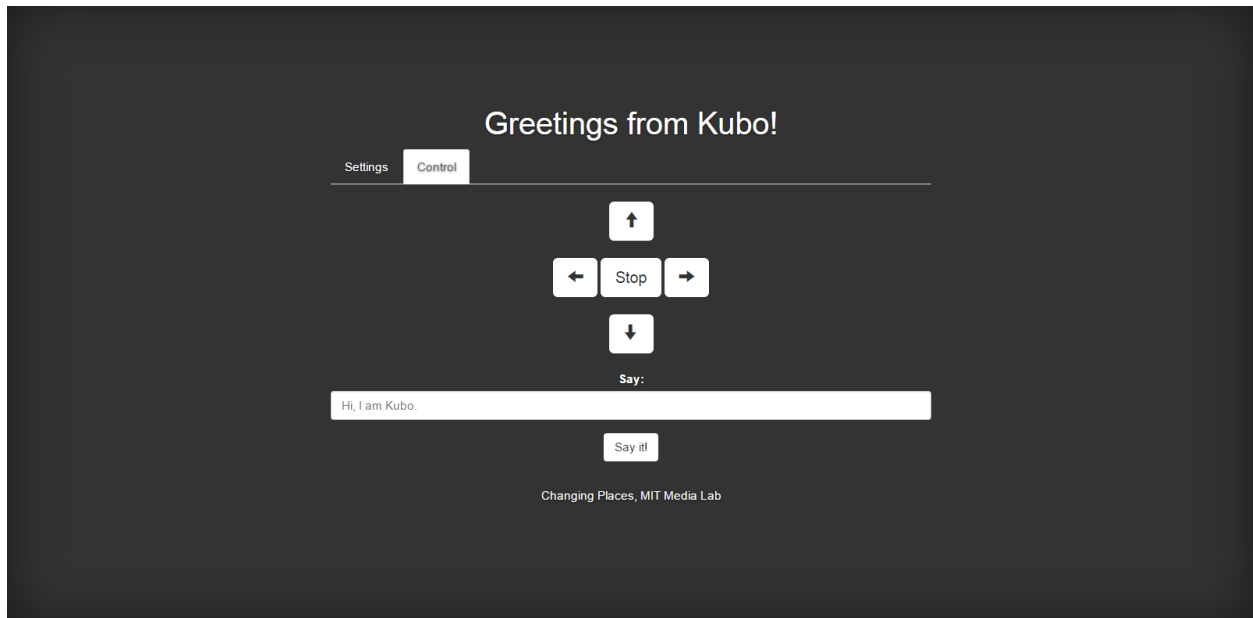 Greetings from Kubo!
Settings Control
Stop
Say:
Hi, I am Kubo.
Say it!
Changing Places, MIT Media Lab